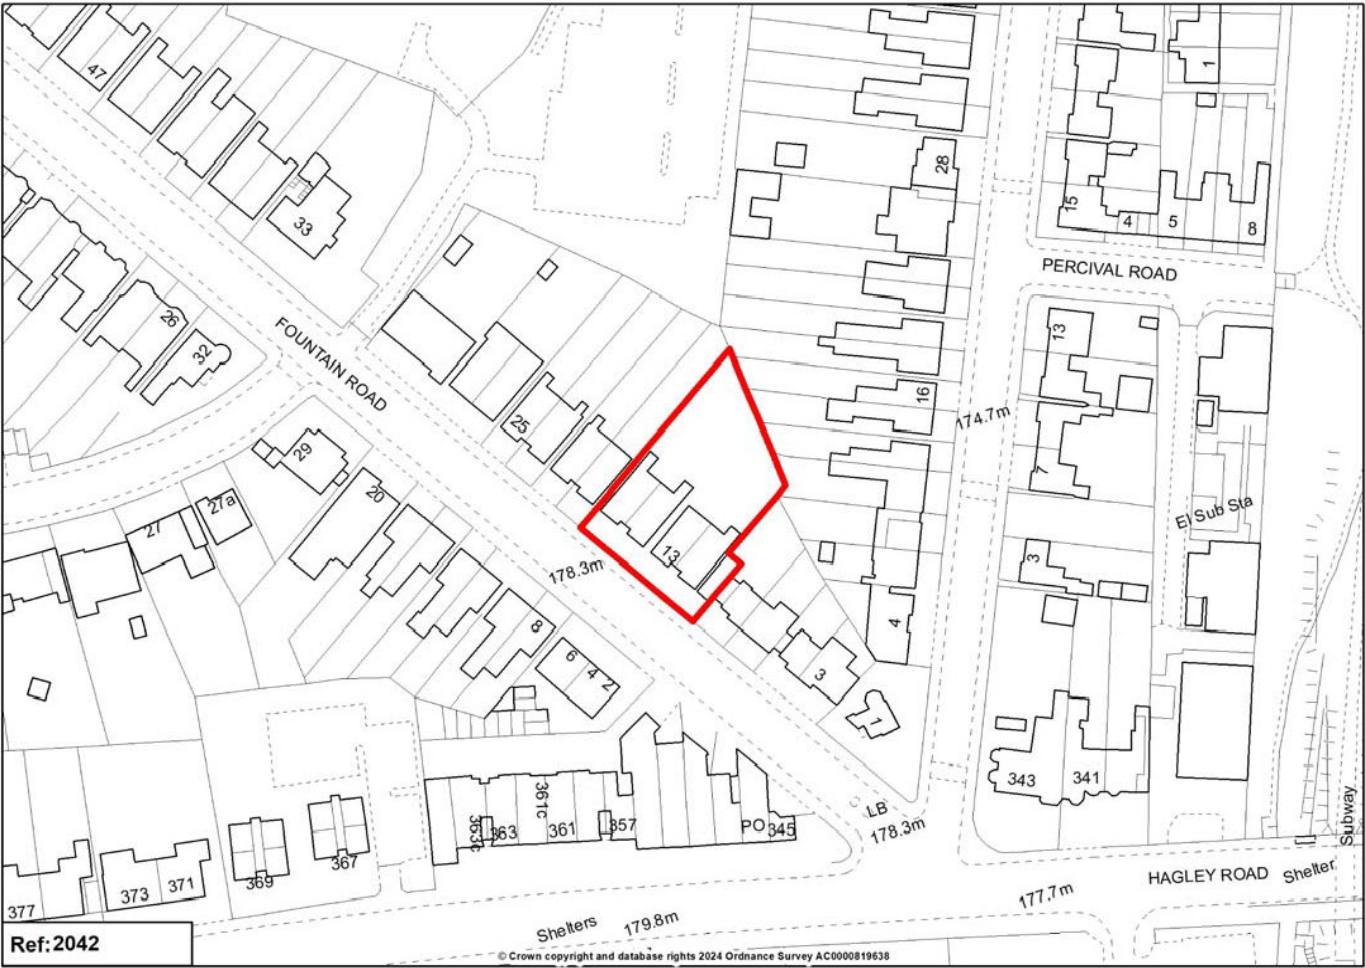 47
1
28
33
15
4
5
8
PERCIVAL ROAD
26
FOUNTAIN ROAD
32
13
16
174.7m
25
29
7
20
27a
27
El Sub Sta
13
178.3m
3
8
4
6
4
2
3
1
343
341
361c
LB
178.3m
363c
363
361
357
PO
345
Subway
367
369
373
371
377
HAGLEY ROAD
Shelter
177.7m
Shelters
179.8m
Ref:2042
© Crown copyright and database rights 2024 Ordnance Survey AC0000819638